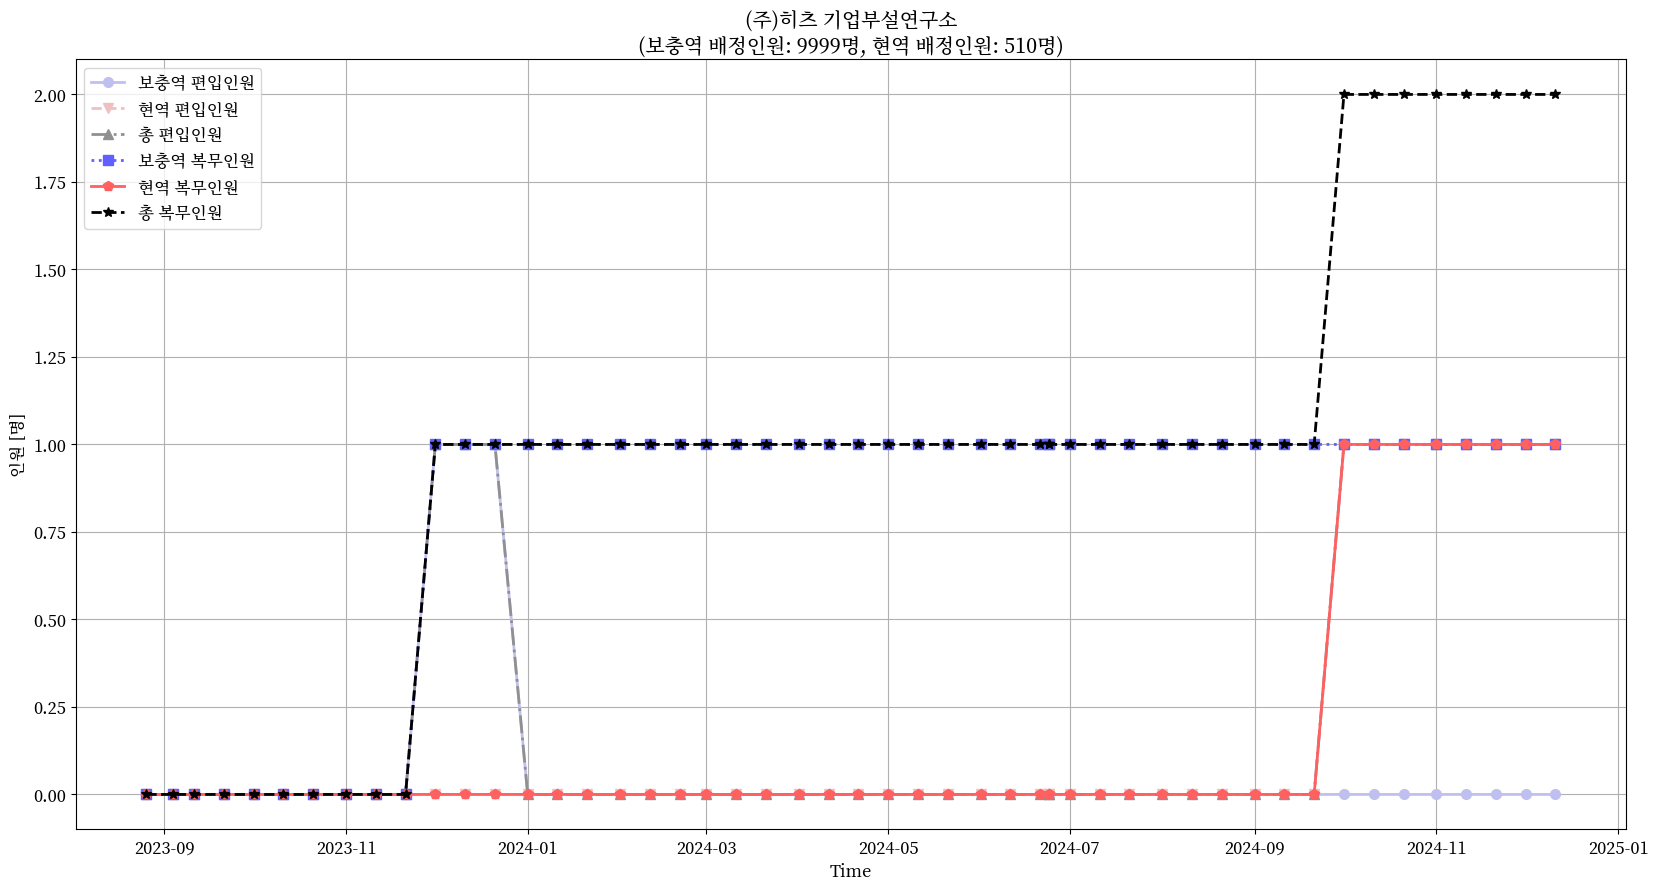 (주)히츠 기업부설연구소
(보충역 배정인원: 9999명, 현역 배정인원: 510명)
보충역 편입인원
현역 편입인원
총 편입인원
보충역 복무인원
현역 복무인원
총 복무인원
2.00
1.75
1.50
1.25
1.00
0.75
0.50
0.25
0.00
인원 [명]
2023-09 2023-11 2024-01 2024-03 2024-05 2024-07 2024-09 2024-11 2025-01
Time